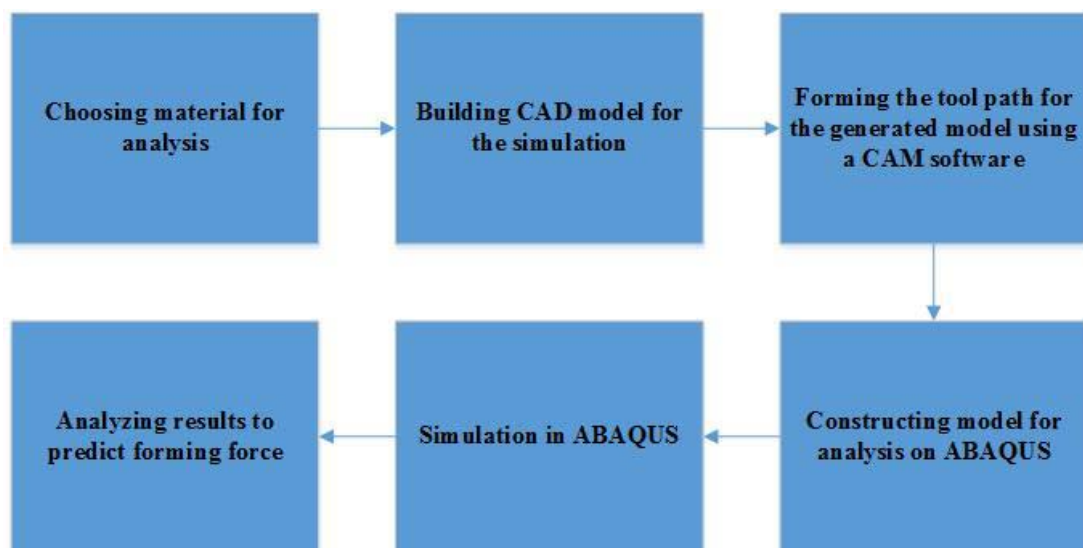 Choosing material for
analysis
Building CAD model for
the simulation
Forming the tool path for
the generated model using
a CAM software
Constructing model for
analysis on ABAQUS
Simulation in ABAQUS
Analyzing results to
predict forming force